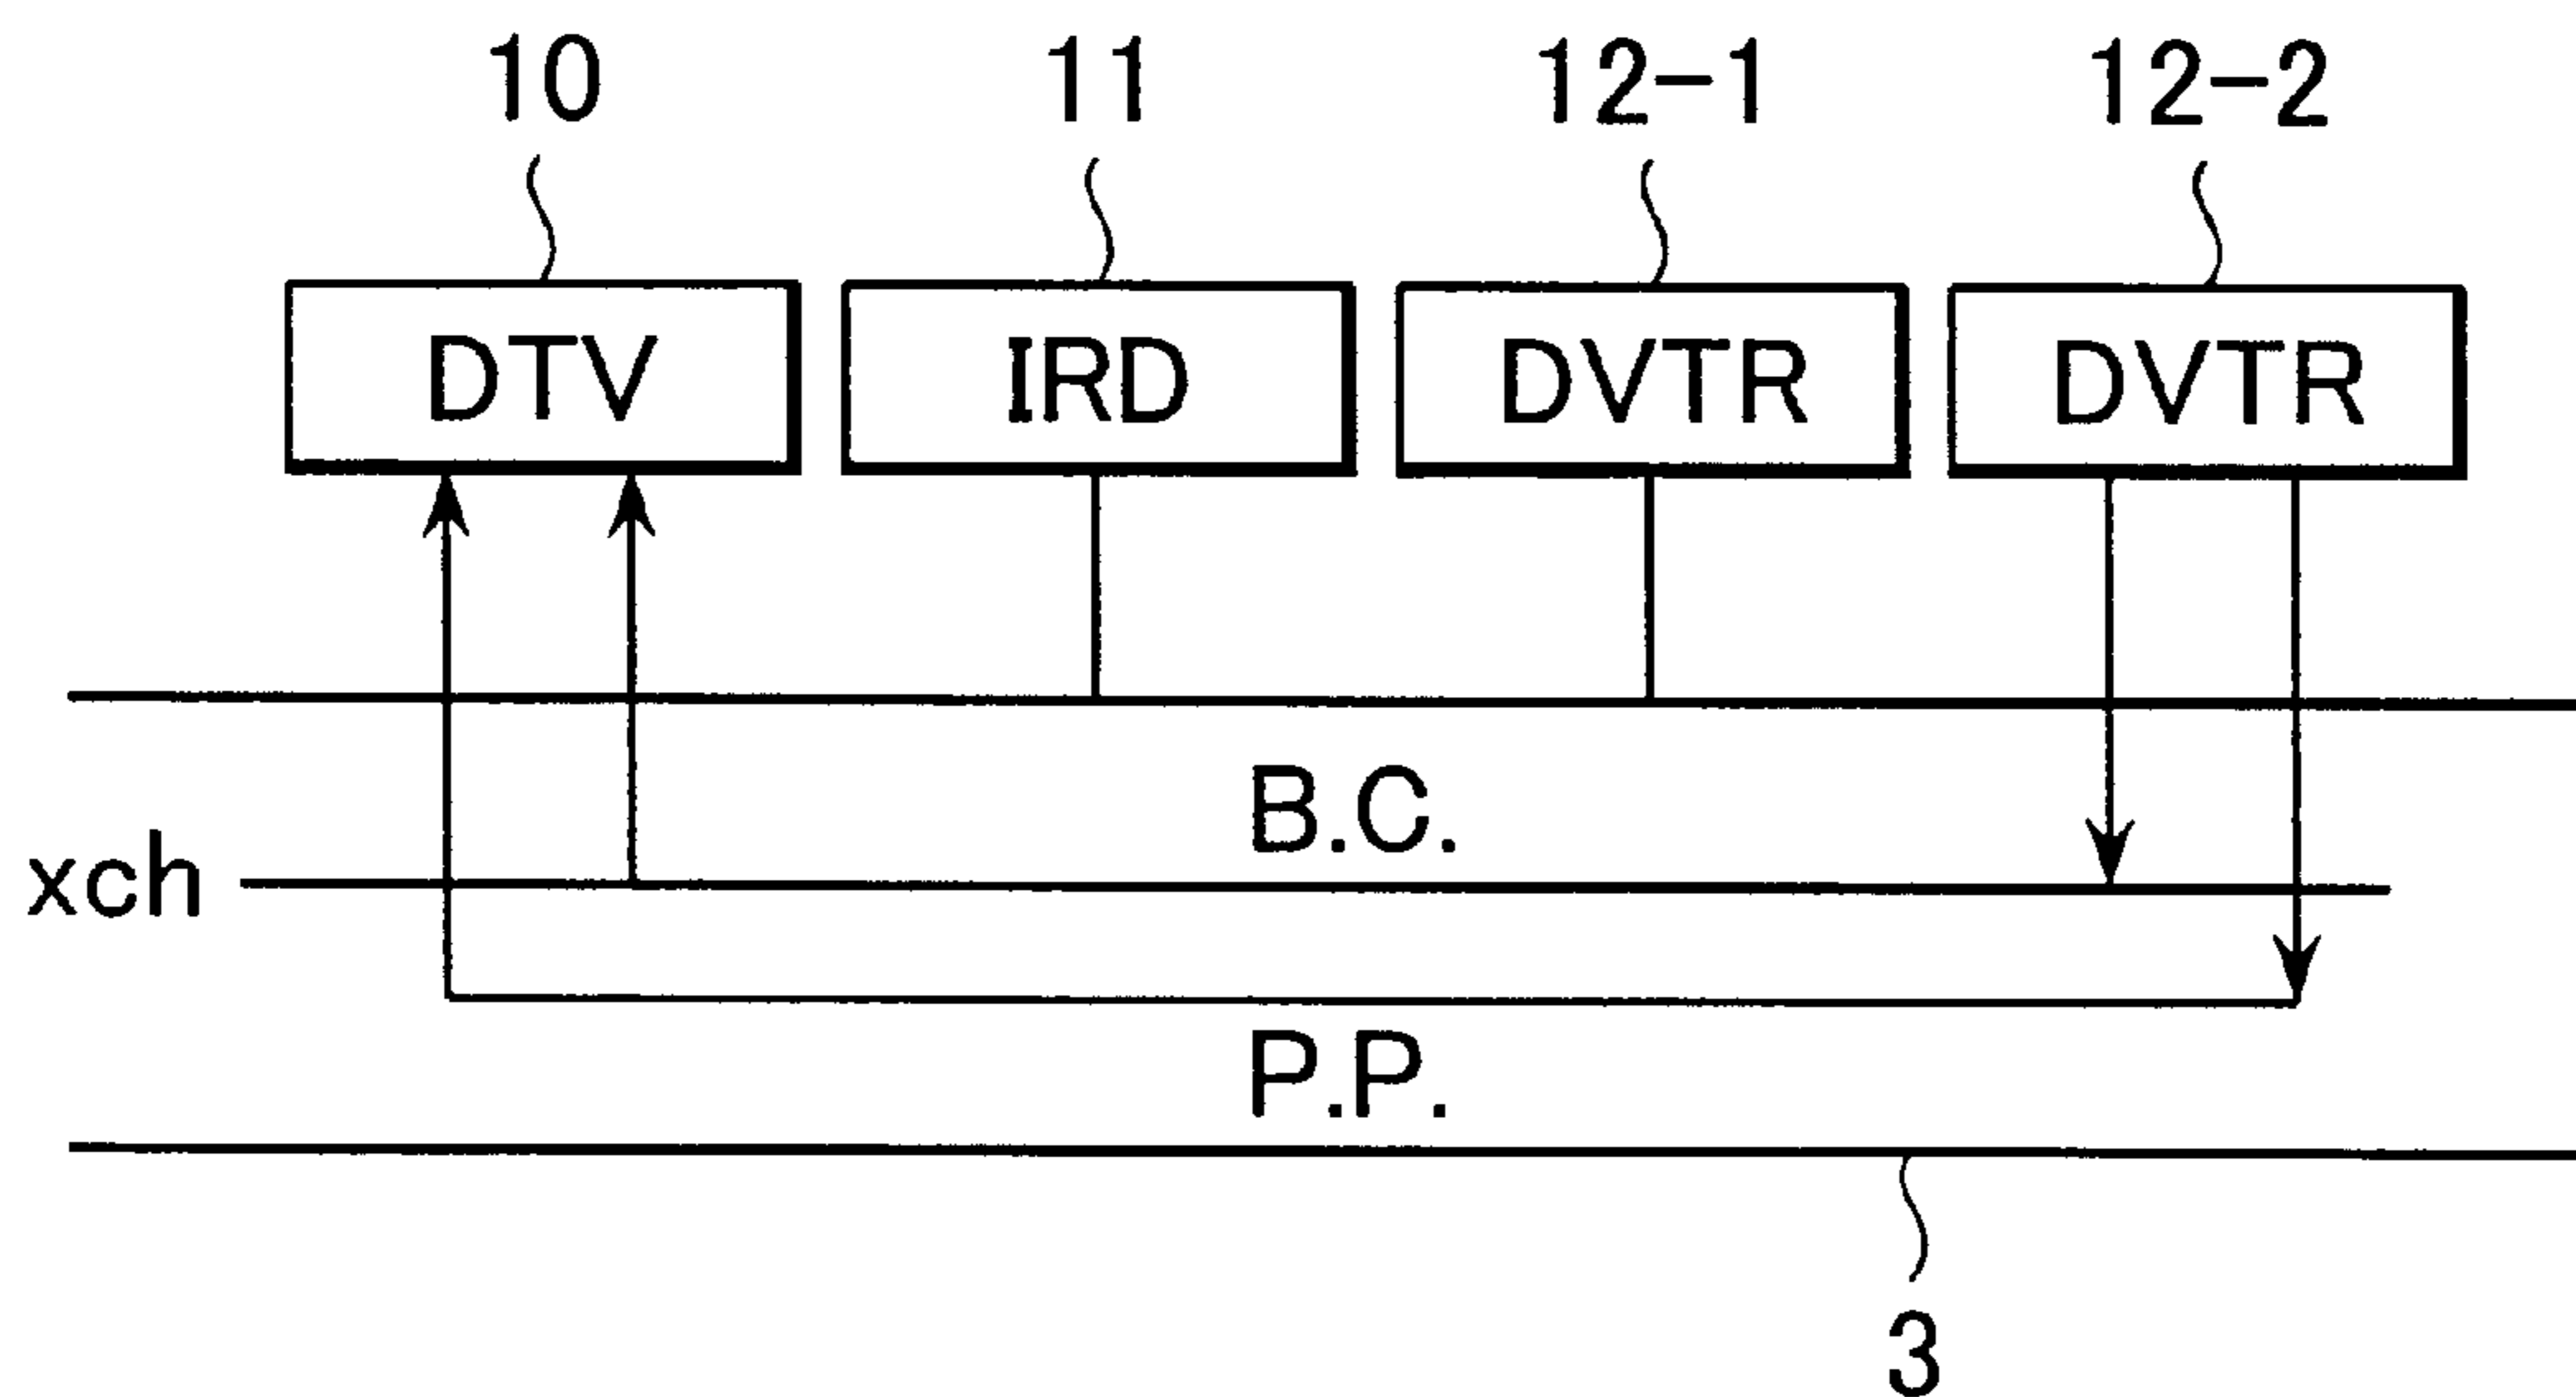 10 11 12-1 12-2
DTV IRD DVTR DVTR
B.C.
xch
P.P.
3